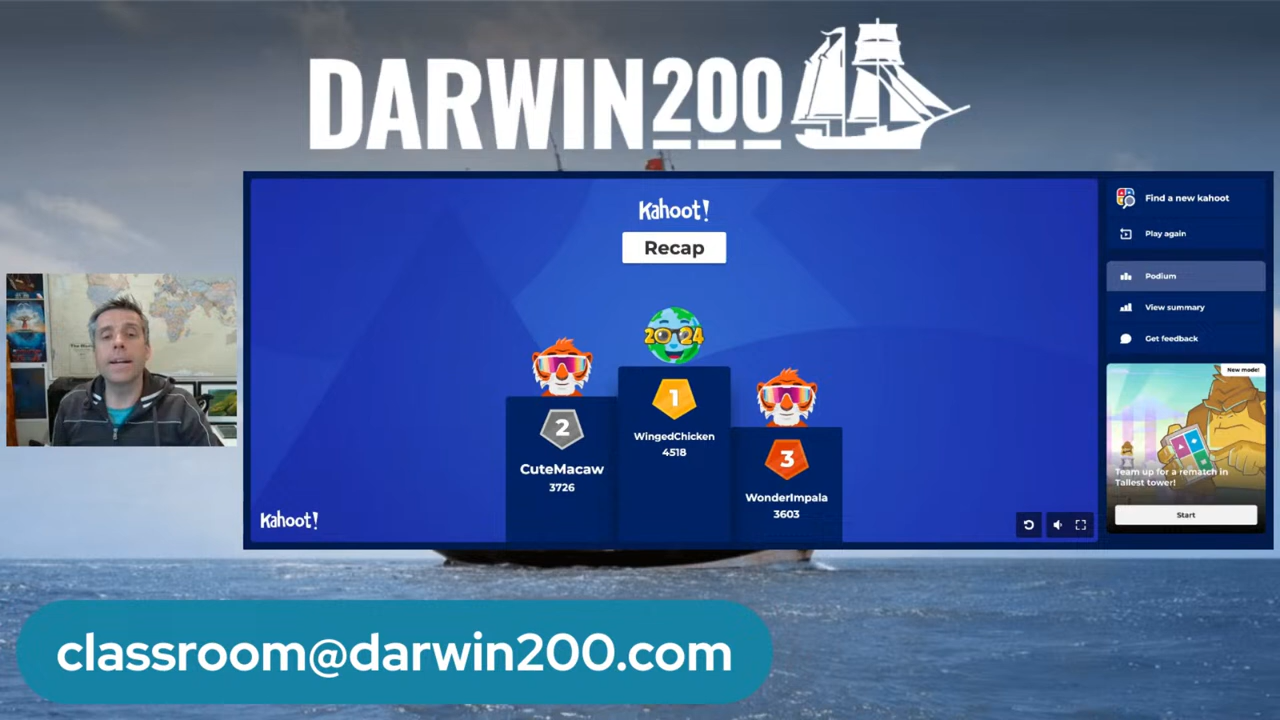 DARWIN200
Kahoot!
Recap
2024
1
WingedChicken
4518
2
CuteMacaw
3726
3
WonderImpala
3603
Kahoot!
Find a new kahoot
Play again
Podium
View summary
Get feedback
New mode!
Team up for a rematch in
Tallest tower!
Start
classroom@darwin200.com